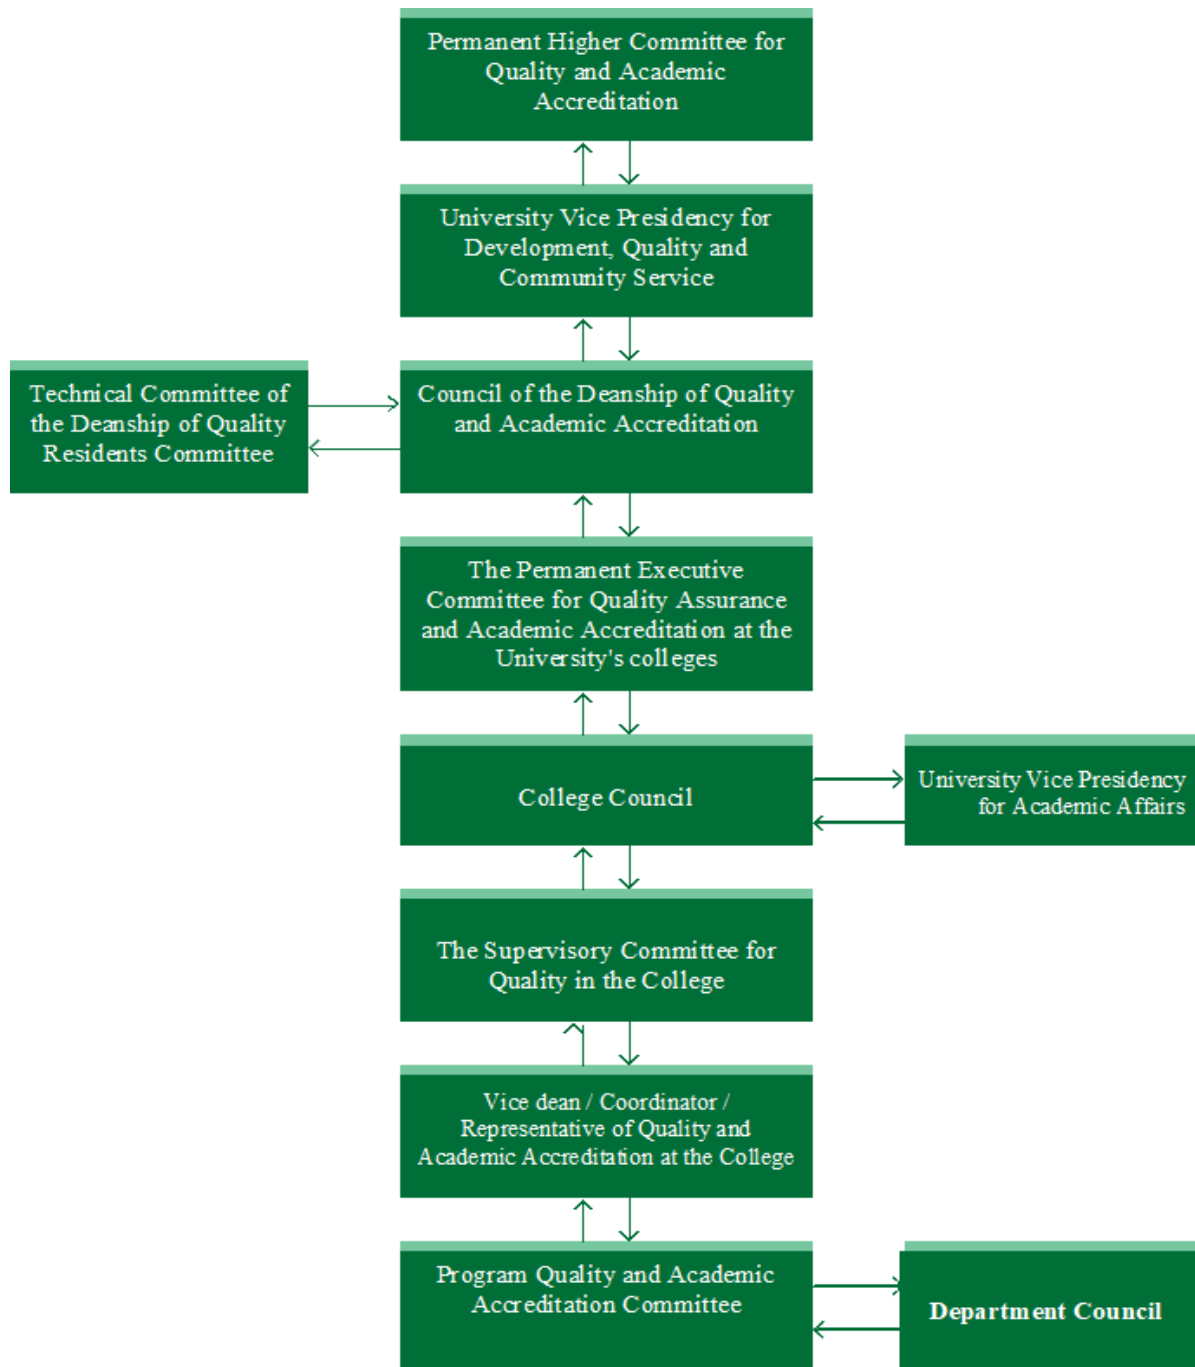 Permanent Higher Committee for
Quality and Academic
Accreditation
University Vice Presidency for
Development, Quality and
Community Service
Technical Committee of
the Deanship of Quality
Residents Committee
Council of the Deanship of Quality
and Academic Accreditation
The Permanent Executive
Committee for Quality Assurance
and Academic Accreditation at the
University's colleges
College Council
University Vice Presidency
for Academic Affairs
The Supervisory Committee for
Quality in the College
Vice dean / Coordinator /
Representative of Quality and
Academic Accreditation at the College
Program Quality and Academic
Accreditation Committee
Department Council